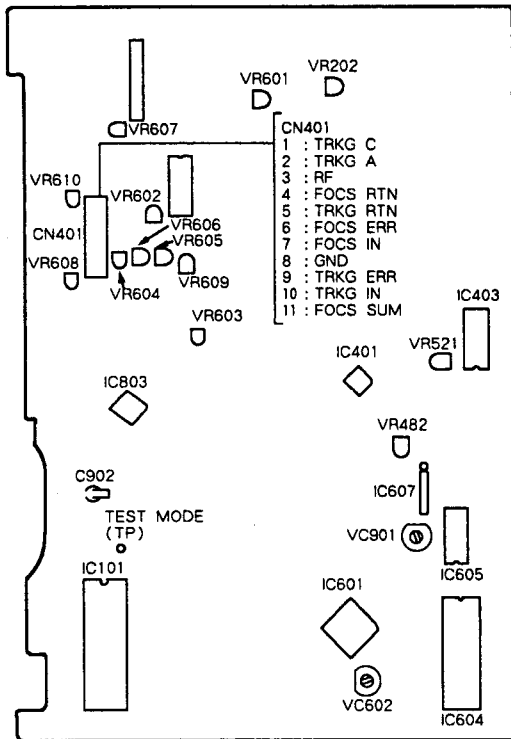 VR601
VR202
VR607
CN401
1 : TRKG C
2 : TRKG A
3 : RF
4 : FOCS RTN
5 : TRKG RTN
6 : FOCS ERR
7 : FOCS IN
8 : GND
9 : TRKG ERR
10 : TRKG IN
11 : FOCS SUM
VR610
VR602
VR606
CN401
VR605
VR608
VR604
VR609
VR603
IC403
VR521
IC401
IC803
VR482
C902
IC607
TEST MODE
(TP)
VC901
IC101
IC605
IC601
VC602
IC604